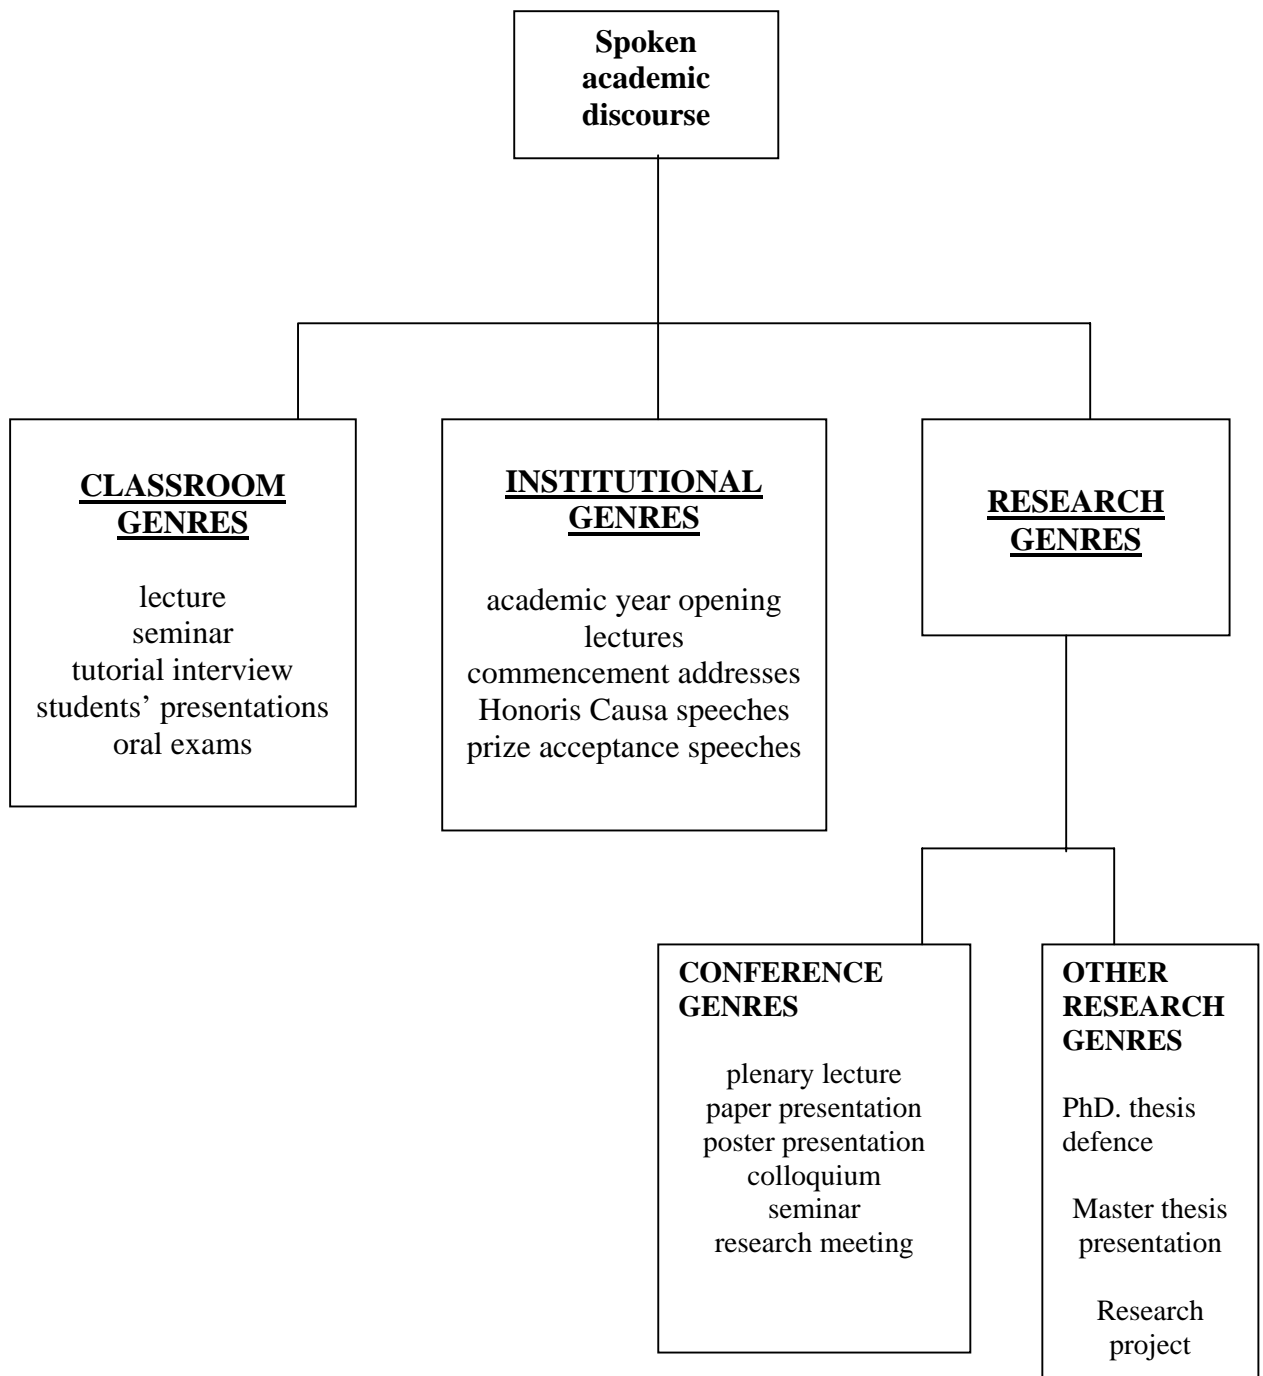 Spoken
academic
discourse
CLASSROOM
GENRES
lecture
seminar
tutorial interview
students’ presentations
oral exams
INSTITUTIONAL
GENRES
academic year opening
lectures
commencement addresses
Honoris Causa speeches
prize acceptance speeches
RESEARCH
GENRES
CONFERENCE
GENRES
plenary lecture
paper presentation
poster presentation
colloquium
seminar
research meeting
OTHER
RESEARCH
GENRES
PhD. thesis
defence
Master thesis
presentation
Research
project